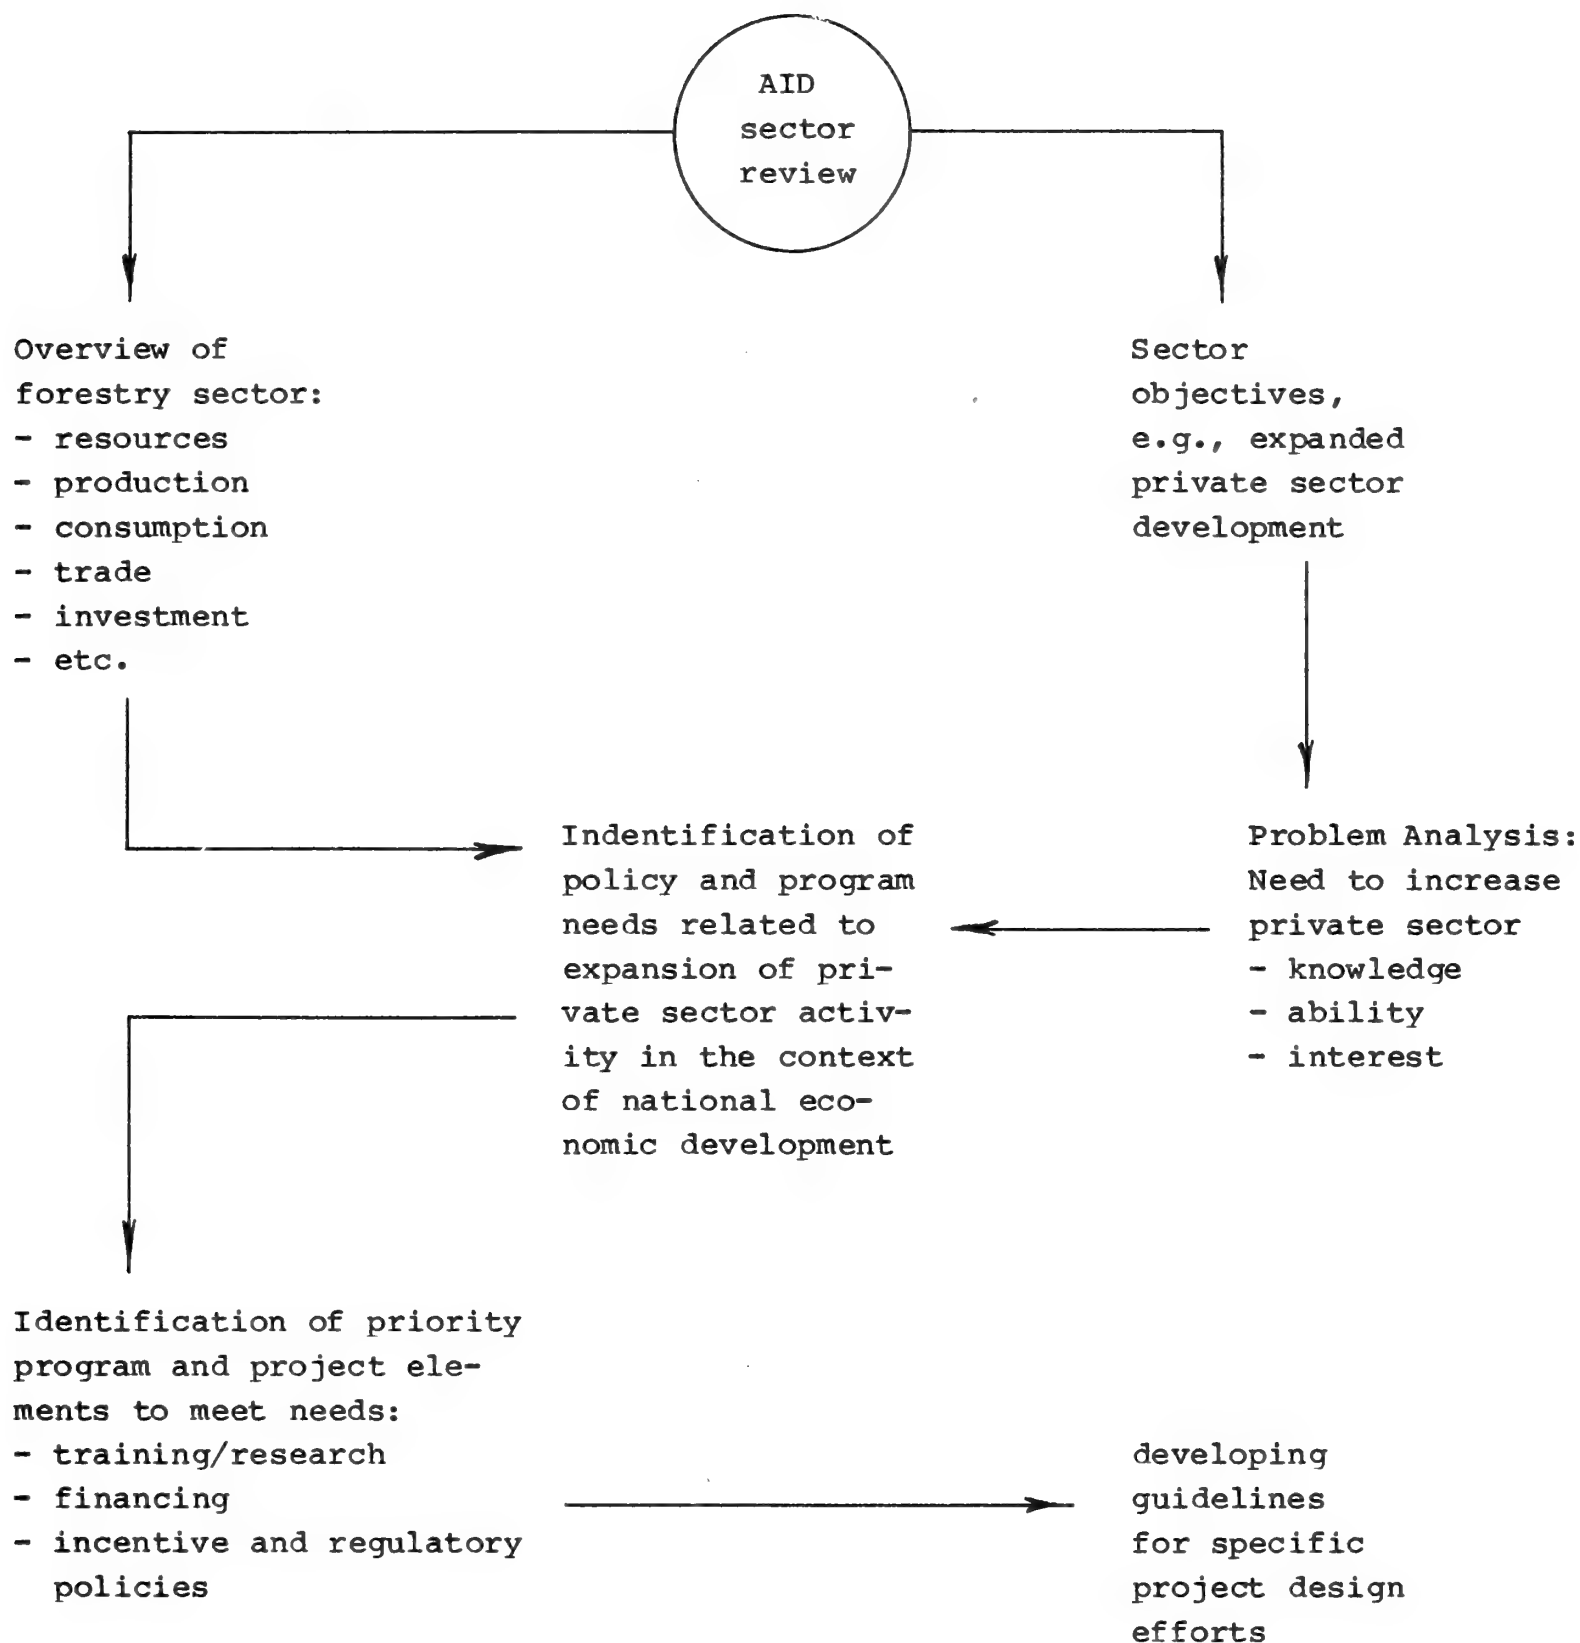 AID
sector
review
Overview of
forestry sector:
- resources
- production
- consumption
- trade
- investment
- etc.
Sector
objectives,
e.g., expanded
private sector
development
Indentification of
policy and program
needs related to
expansion of pri-
vate sector activ-
ity in the context
of national eco-
nomic development
Problem Analysis:
Need to increase
private sector
- knowledge
- ability
- interest
Identification of priority
program and project ele-
ments to meet needs:
- training/research
- financing
- incentive and regulatory
policies
developing
guidelines
for specific
project design
efforts